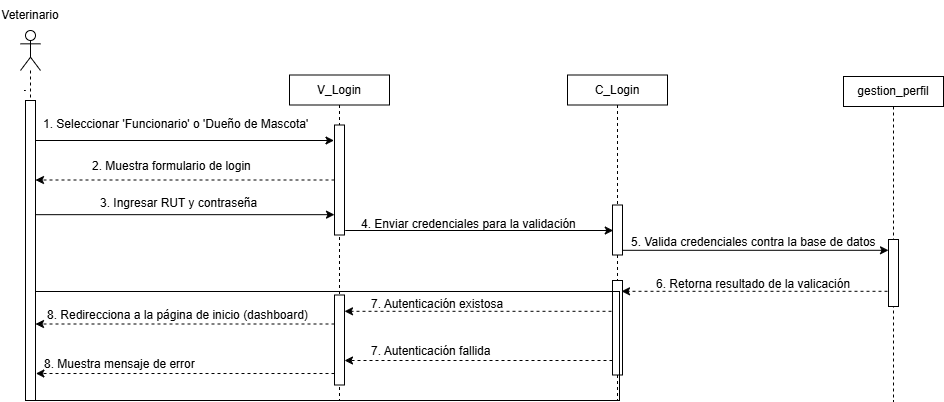 Veterinario
V_Login
C_Login
gestion_perfil
1. Seleccionar 'Funcionario' o 'Dueño de Mascota'
2. Muestra formulario de login
3. Ingresar RUT y contraseña
4. Enviar credenciales para la validación
5. Valida credenciales contra la base de datos
6. Retorna resultado de la valicación
7. Autenticación existosa
8. Redirecciona a la página de inicio (dashboard)
7. Autenticación fallida
8. Muestra mensaje de error